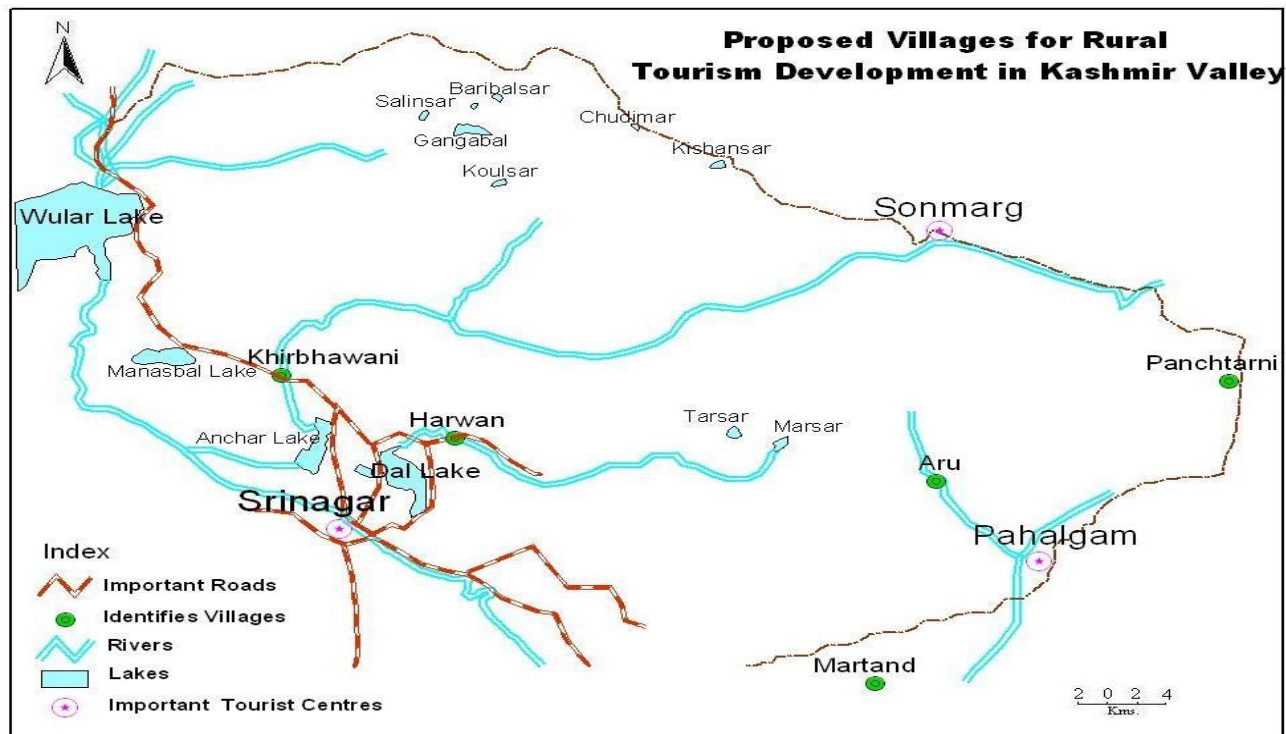 N
Proposed Villages for Rural
Tourism Development in Kashmir Valley
Baribalsar
Salinsar
Gangabal
Chudimar
Kishansar
Koulsar
Wular Lake
Sonmarg
Khirbhawani
Manasbal Lake
Panchtarni
Harwan
Tarsar
Marsar
Anchar Lake
Dal Lake
Aru
Srinagar
Pahalgam
Index
Important Roads
Identifies Villages
Rivers
Lakes
Important Tourist Centres
Martand
2 0 2 4
Kms.